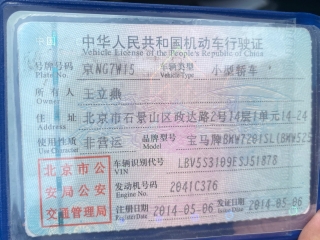 中华人民共和国机动车行驶证
Vehicle License of the People's Republic of China
号牌号码 京NG7W15 车辆类型 小型轿车
Plate No. Vehicle Type
所有人 王立燕
Owner
住 北京市石景山区政达路2号14层1单元14-24
使用性质 非营运 品牌型号 宝马牌BMW7201SL(BMW525
Use Character
北京市公 车辆识别代号 LBV5S3109ESJ51878
VIN
安局公安 发动机号码 2041C376
Engine No.
交通管理局 注册日期 2014-05-06 发证日期 2014-05-06
Register Date Issue Date